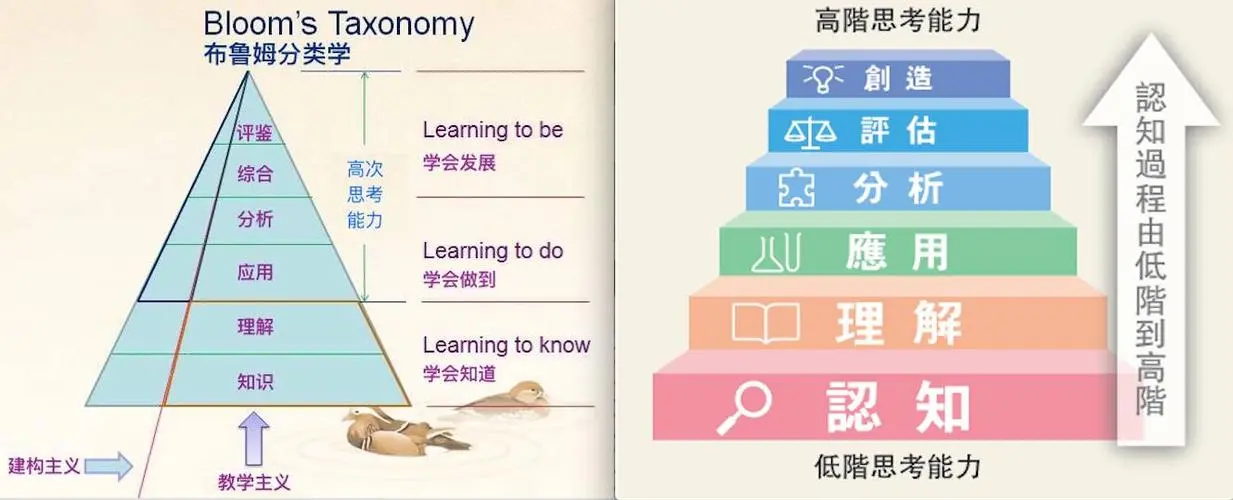 Bloom's Taxonomy
布鲁姆分类学
评鉴
综合
分析
应用
理解
知识
高次
思考
能力
Learning to be
学会发展
Learning to do
学会做到
Learning to know
学会知道
建构主义
教学主义
高階思考能力
創造
評估
分析
應用
理解
認知
低階思考能力
認知過程由低階到高階